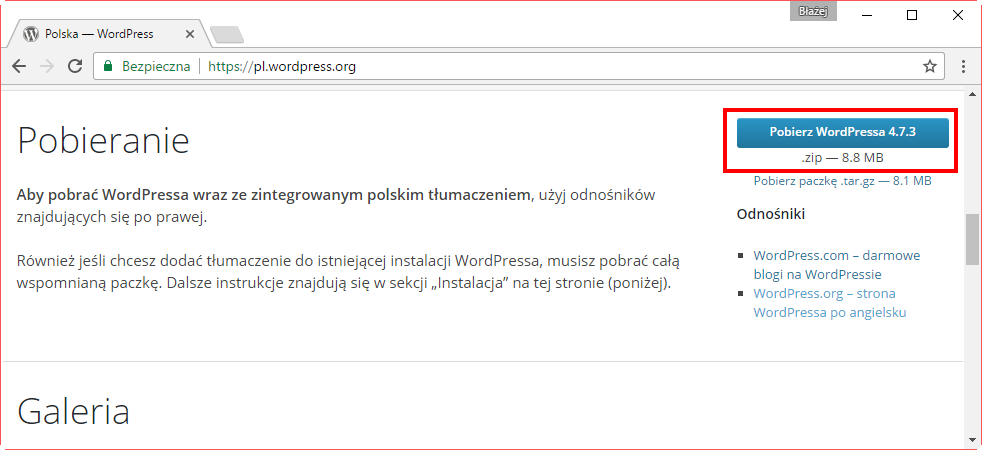 Błażej
Polska — WordPress
Bezpieczna
https://pl.wordpress.org
Pobieranie
Aby pobrać WordPressa wraz ze zintegrowanym polskim tłumaczeniem, użyj odnośników
znajdujących się po prawej.
Również jeśli chcesz dodać tłumaczenie do istniejącej instalacji WordPressa, musisz pobrać całą
wspomnianą paczkę. Dalsze instrukcje znajdują się w sekcji „Instalacja” na tej stronie (poniżej).
Pobierz WordPressa 4.7.3
.zip — 8.8 MB
Pobierz paczkę .tar.gz — 8.1 MB
Odnośniki
WordPress.com – darmowe
blogi na WordPressie
WordPress.org – strona
WordPressa po angielsku
Galeria